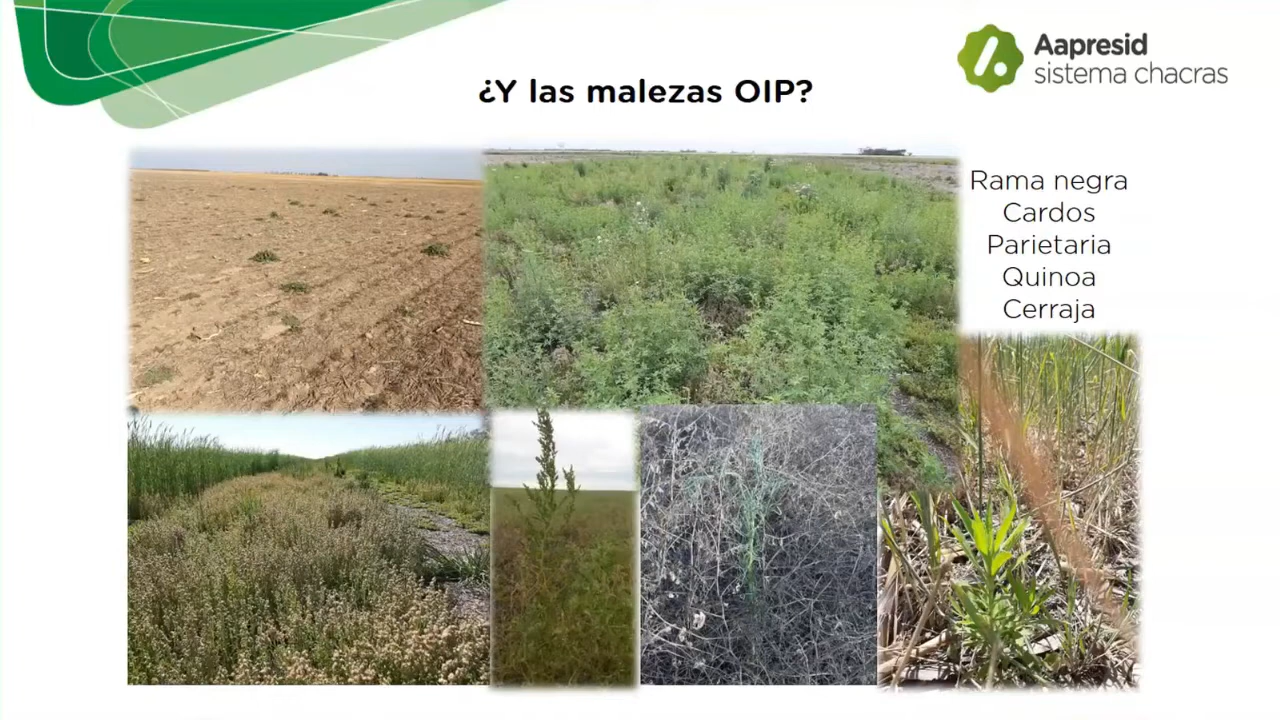 Aapresid
sistema chacras
¿Y las malezas OIP?
Rama negra
Cardos
Parietaria
Quinoa
Cerraja